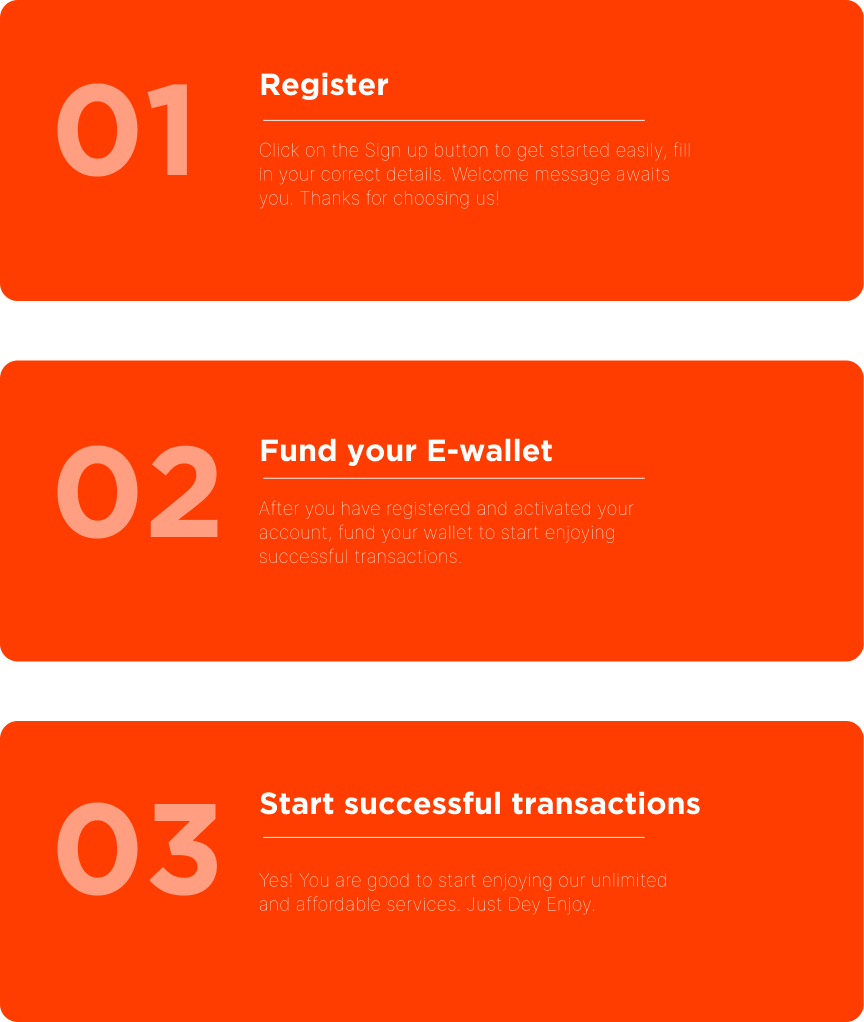 01
Register
Click on the Sign up button to get started easily, fill
in your correct details. Welcome message awaits
you. Thanks for choosing us!
02
Fund your E-wallet
After you have registered and activated your
account, fund your wallet to start enjoying
successful transactions.
03
Start successful transactions
Yes! You are good to start enjoying our unlimited
and affordable services. Just Dey Enjoy.